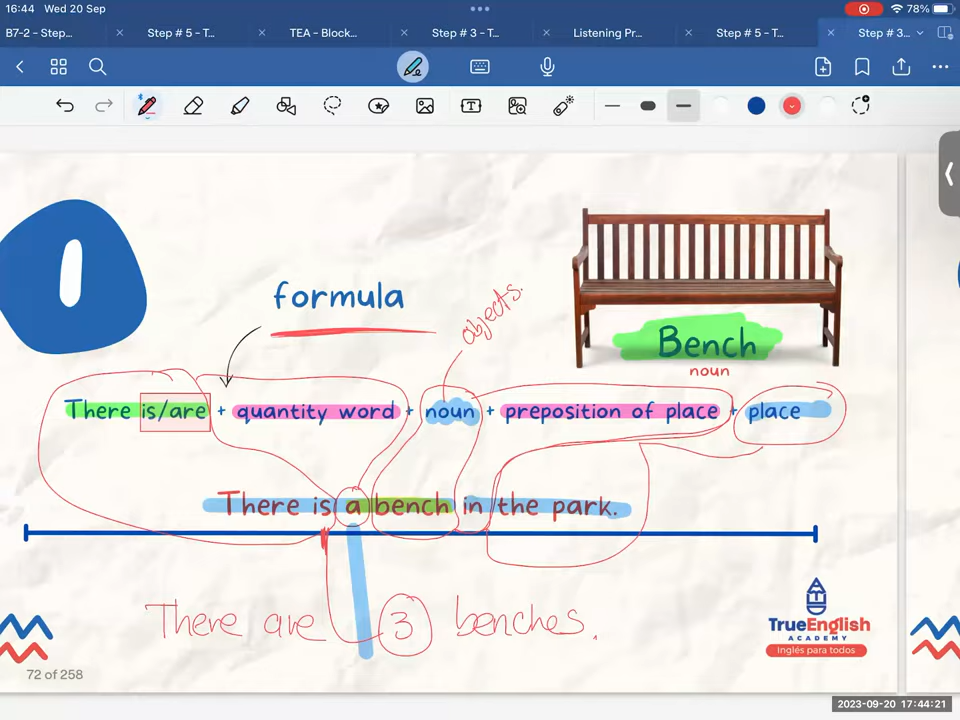 16:44 Wed 20 Sep
78%
B7-2 – Step...
Step # 5 - T...
TEA – Block...
Step # 3 – T...
Listening Pr...
Step # 5 - T...
Step # 3...
1
formula
objects.
Bench
noun
There is/are + quantity word + noun + preposition of place + place
There is a bench in the park.
There are 3 benches.
TrueEnglish
ACADEMY
Inglés para todos
72 of 258
2023-09-20 17:44:21